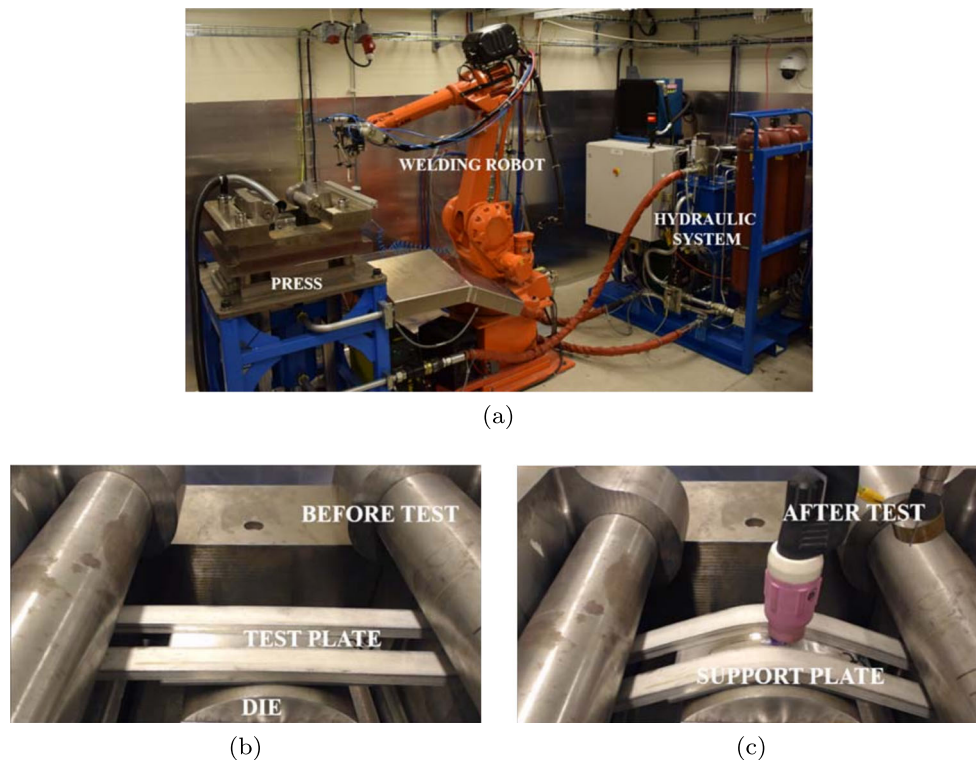 WELDING ROBOT
HYDRAULIC
SYSTEM
PRESS
(a)
BEFORE TEST
TEST PLATE
DIE
(b)
AFTER TEST
SUPPORT PLATE
(c)